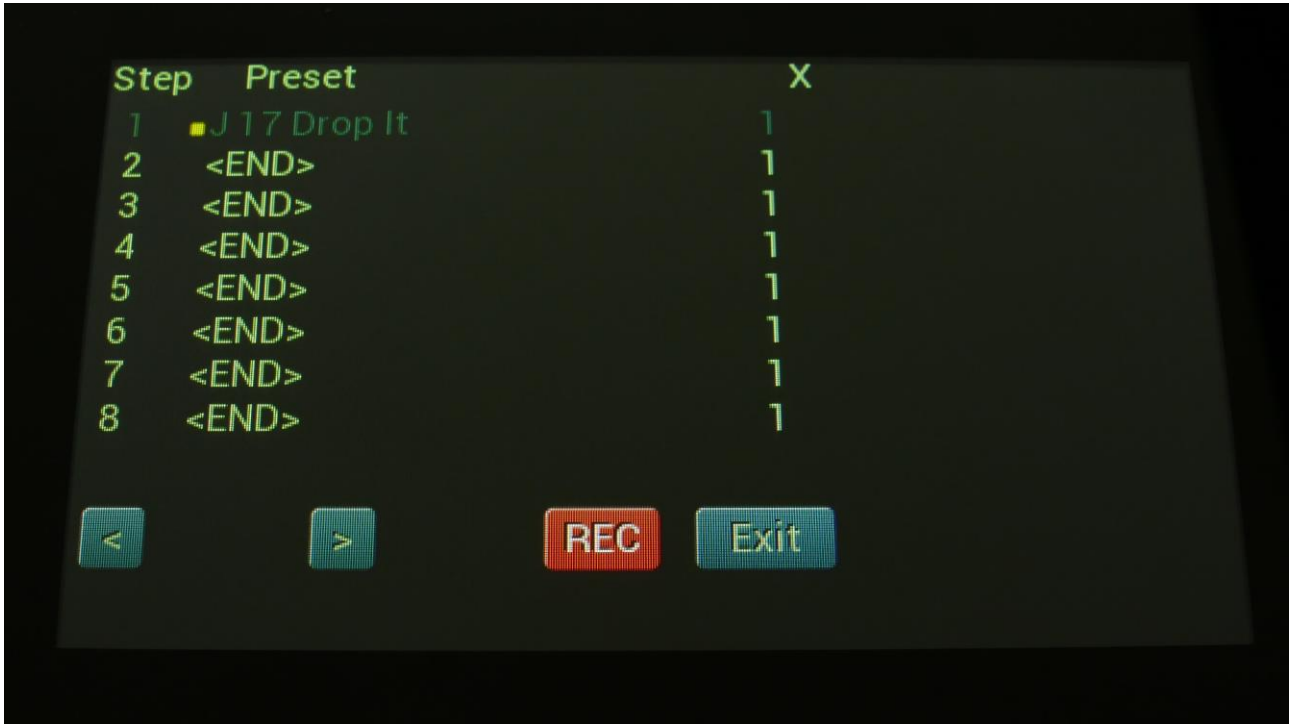 Step Preset X
1 J 17 Drop It 1
2 <END> 1
3 <END> 1
4 <END> 1
5 <END> 1
6 <END> 1
7 <END> 1
8 <END> 1
< > REC Exit